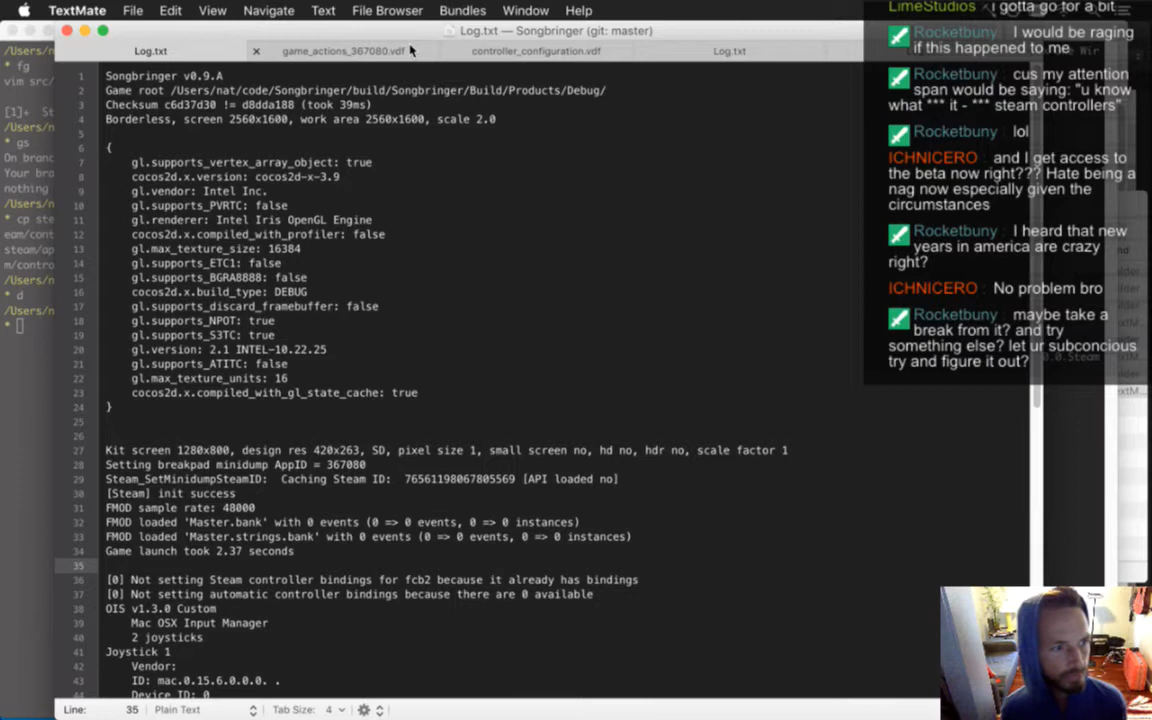 TextMate File Edit View Navigate Text File Browser Bundles Window Help
Log.txt — Songbringer (git: master)
Log.txt game_actions_367080.vdf controller_configuration.vdf Log.txt
/Users/n
* fg
vim src/
[1]+ St
/Users/n
* gs
On branc
Your bra
nothing
/Users/n
* cp ste
eam/cont
steam/ap
m/contro
/Users/n
* d
/Users/n
*
1 Songbringer v0.9.A
2 Game root /Users/nat/code/Songbringer/build/Songbringer/Build/Products/Debug/
3 Checksum c6d37d30 != d8dda188 (took 39ms)
4 Borderless, screen 2560x1600, work area 2560x1600, scale 2.0
5
6 {
7 gl.supports_vertex_array_object: true
8 cocos2d.x.version: cocos2d-x-3.9
9 gl.vendor: Intel Inc.
10 gl.supports_PVRTC: false
11 gl.renderer: Intel Iris OpenGL Engine
12 cocos2d.x.compiled_with_profiler: false
13 gl.max_texture_size: 16384
14 gl.supports_ETC1: false
15 gl.supports_BGRA8888: false
16 cocos2d.x.build_type: DEBUG
17 gl.supports_discard_framebuffer: false
18 gl.supports_NPOT: true
19 gl.supports_S3TC: true
20 gl.version: 2.1 INTEL-10.22.25
21 gl.supports_ATITC: false
22 gl.max_texture_units: 16
23 cocos2d.x.compiled_with_gl_state_cache: true
24 }
25
26
27 Kit screen 1280x800, design res 420x263, SD, pixel size 1, small screen no, hd no, hdr no, scale factor 1
28 Setting breakpad minidump AppID = 367080
29 Steam_SetMinidumpSteamID: Caching Steam ID: 76561198067805569 [API loaded no]
30 [Steam] init success
31 FMOD sample rate: 48000
32 FMOD loaded 'Master.bank' with 0 events (0 => 0 events, 0 => 0 instances)
33 FMOD loaded 'Master.strings.bank' with 0 events (0 => 0 events, 0 => 0 instances)
34 Game launch took 2.37 seconds
35
36 [0] Not setting Steam controller bindings for fcb2 because it already has bindings
37 [0] Not setting automatic controller bindings because there are 0 available
38 OIS v1.3.0 Custom
39 Mac OSX Input Manager
40 2 joysticks
41 Joystick 1
42 Vendor:
43 ID: mac.0.15.6.0.0.0. .
44 Device ID: 0
Line: 35 Plain Text Tab Size: 4
LimeStudios : i gotta go for a bit
Rocketbuny : I would be raging
if this happened to me
Rocketbuny : cus my attention
span would be saying: "u know
what *** it - *** steam controllers"
Rocketbuny : lol
ICHNICERO : and I get access to
the beta now right??? Hate being a
nag now especially given the
circumstances
Rocketbuny : I heard that new
years in america are crazy
right?
ICHNICERO : No problem bro
Rocketbuny : maybe take a
break from it? and try
something else? let ur subconcious
try and figure it out?